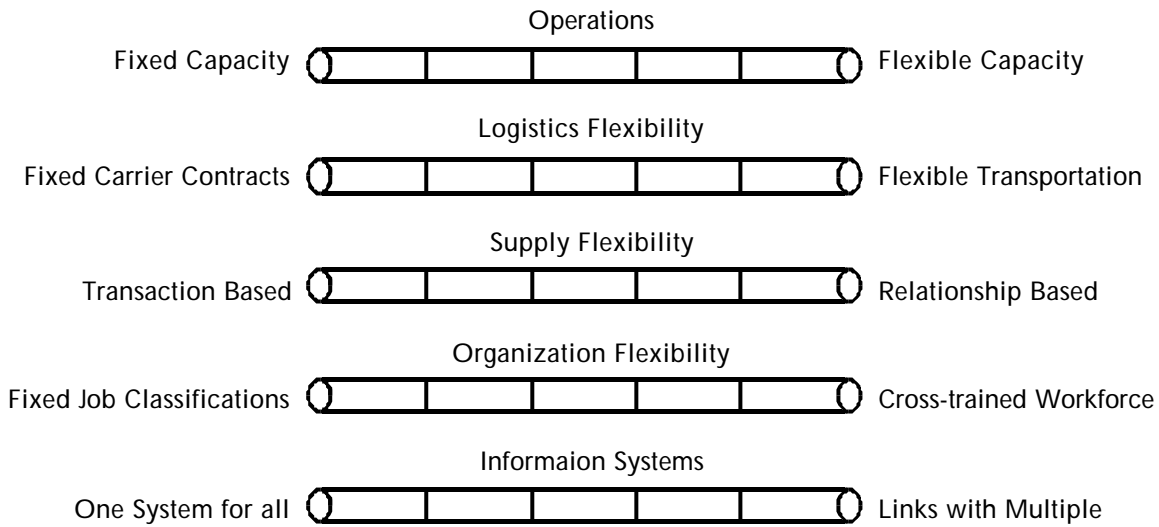 Operations
Fixed Capacity Flexible Capacity
Logistics Flexibility
Fixed Carrier Contracts Flexible Transportation
Supply Flexibility
Transaction Based Relationship Based
Organization Flexibility
Fixed Job Classifications Cross-trained Workforce
Informaion Systems
One System for all Links with Multiple